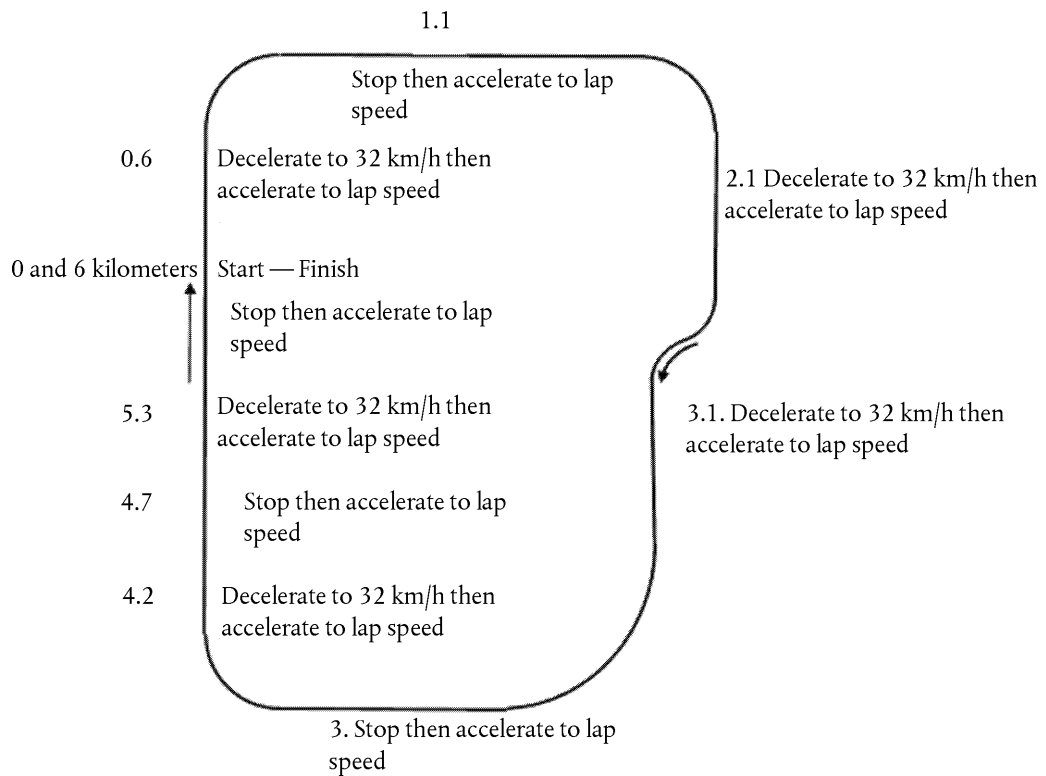 1.1
Stop then accelerate to lap
speed
0.6
Decelerate to 32 km/h then
accelerate to lap speed
2.1 Decelerate to 32 km/h then
accelerate to lap speed
0 and 6 kilometers
Start — Finish
Stop then accelerate to lap
speed
5.3
Decelerate to 32 km/h then
accelerate to lap speed
3.1. Decelerate to 32 km/h then
accelerate to lap speed
4.7
Stop then accelerate to lap
speed
4.2
Decelerate to 32 km/h then
accelerate to lap speed
3. Stop then accelerate to lap
speed